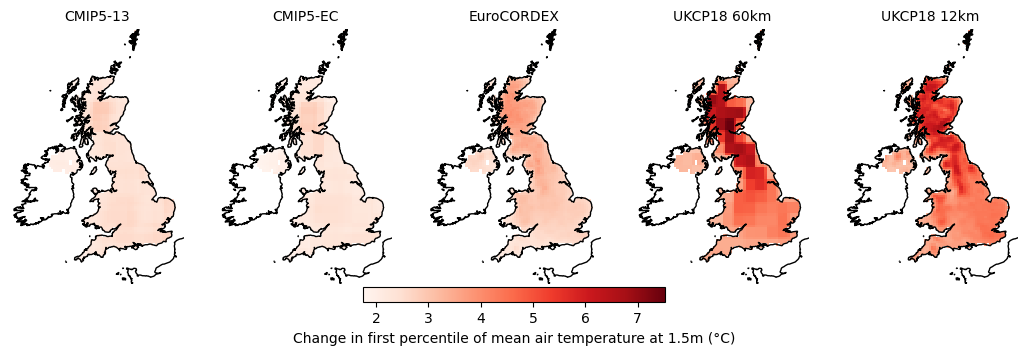 CMIP5-13 CMIP5-EC EuroCORDEX UKCP18 60km UKCP18 12km
2 3 4 5 6 7
Change in first percentile of mean air temperature at 1.5m (°C)